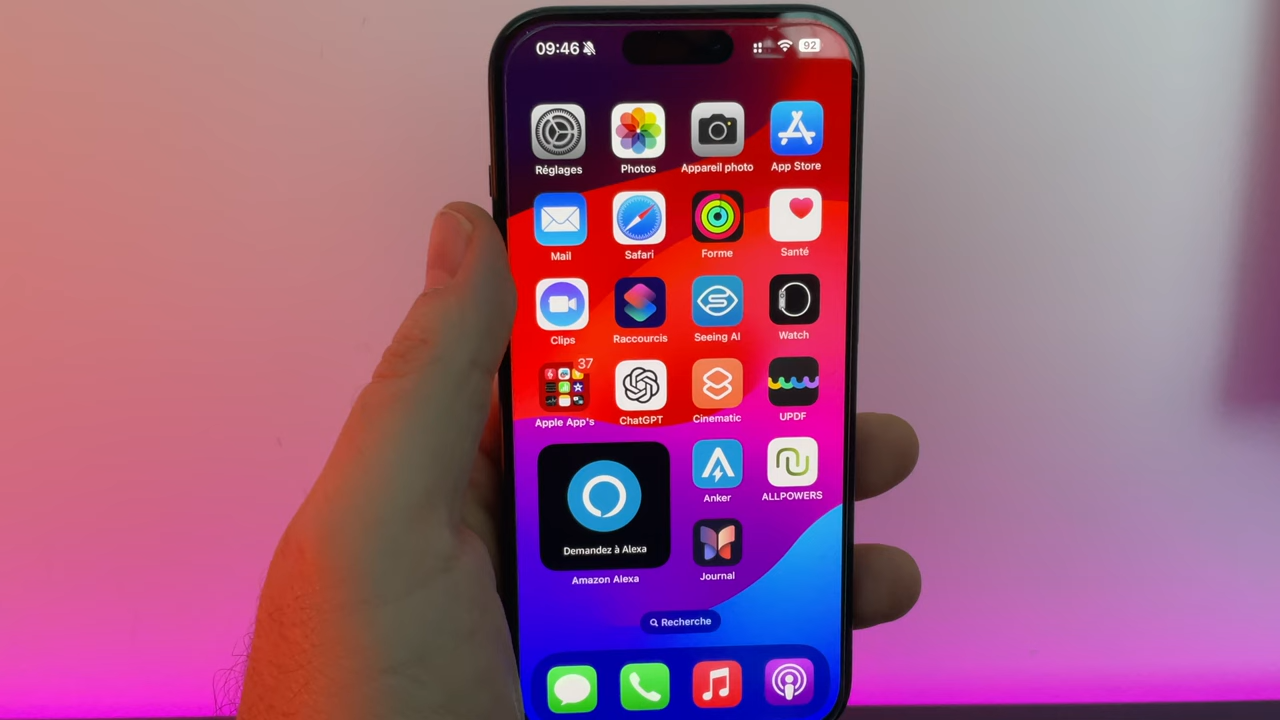 09:46 92
Réglages Photos Appareil photo App Store
Mail Safari Forme Santé
Clips Raccourcis Seeing AI Watch
37
Apple App's ChatGPT Cinematic UPDF
Demandez à Alexa
Amazon Alexa
Anker ALLPOWERS
Journal
Recherche